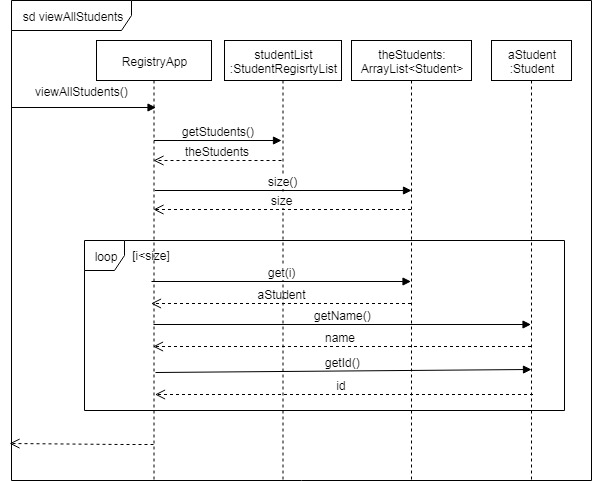 sd viewAllStudents
RegistryApp
studentList
:StudentRegisrtyList
theStudents:
ArrayList<Student>
aStudent
:Student
viewAllStudents()
getStudents()
theStudents
size()
size
loop
[i<size]
get(i)
aStudent
getName()
name
getId()
id